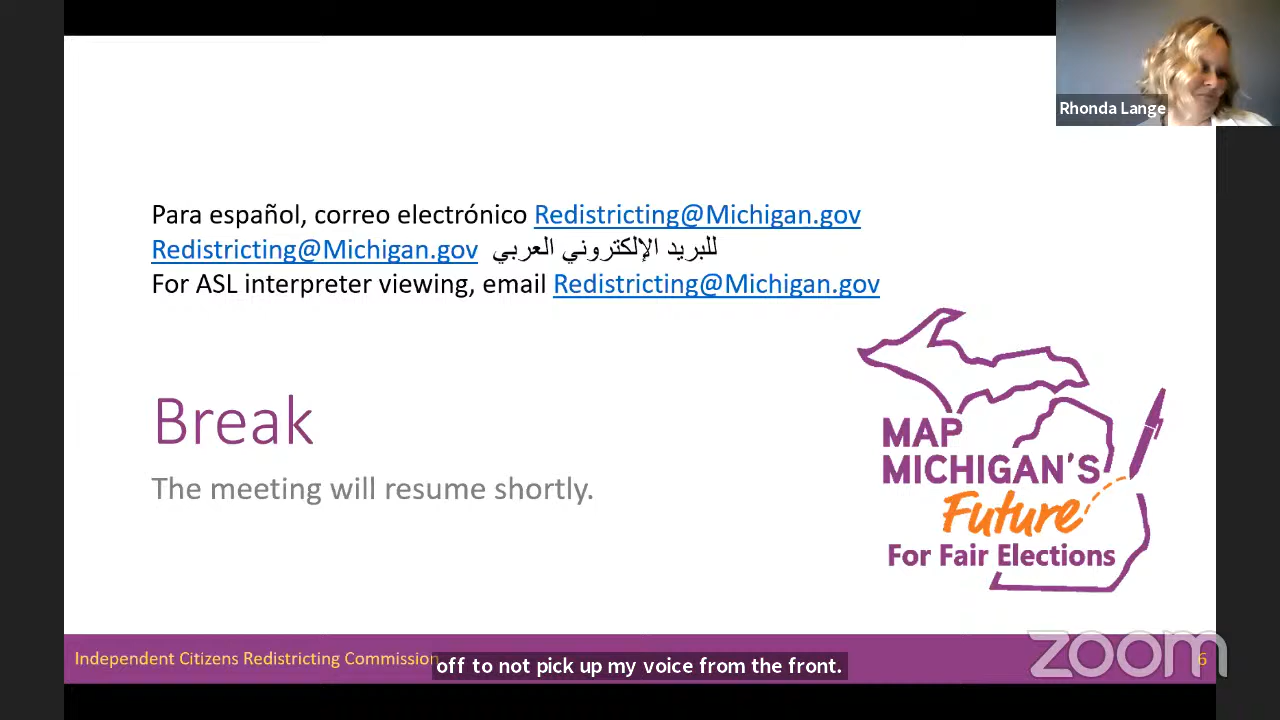 Rhonda Lange
Para español, correo electrónico Redistricting@Michigan.gov
Redistricting@Michigan.gov للبريد الإلكتروني العربي
For ASL interpreter viewing, email Redistricting@Michigan.gov
Break
The meeting will resume shortly.
MAP
MICHIGAN'S
Future
For Fair Elections
Independent Citizens Redistricting Commission
off to not pick up my voice from the front.
zoom
6